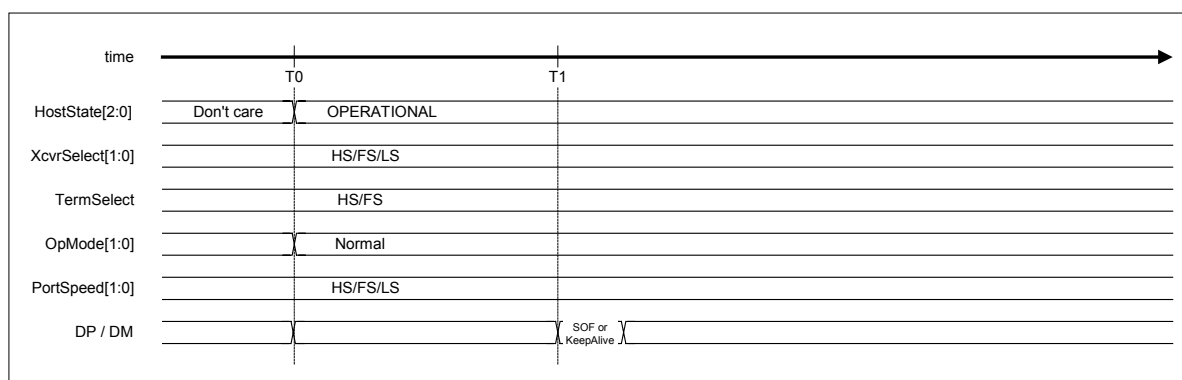 time
T0 T1
HostState[2:0] Don't care OPERATIONAL
XcvrSelect[1:0] HS/FS/LS
TermSelect HS/FS
OpMode[1:0] Normal
PortSpeed[1:0] HS/FS/LS
DP / DM SOF or
KeepAlive